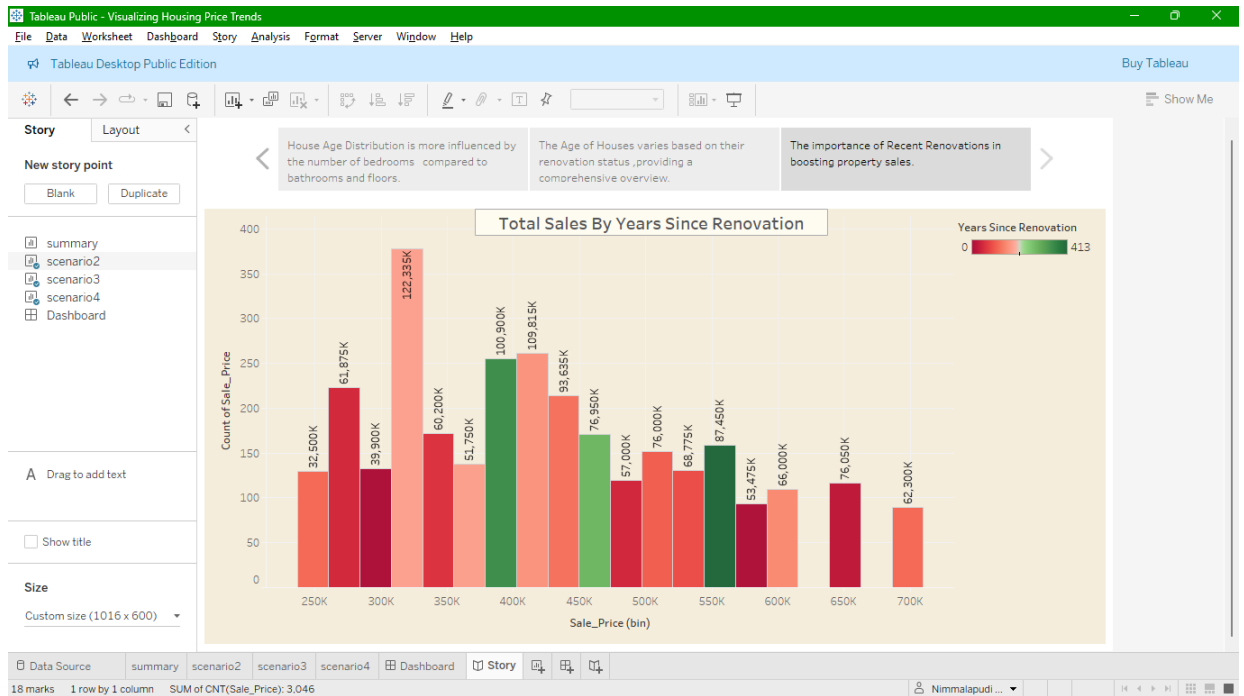 Tableau Public - Visualizing Housing Price Trends
File Data Worksheet Dashboard Story Analysis Format Server Window Help
Tableau Desktop Public Edition
Buy Tableau
Show Me
Story Layout
New story point
Blank Duplicate
summary
scenario2
scenario3
scenario4
Dashboard
A Drag to add text
Show title
Size
Custom size (1016 x 600)
House Age Distribution is more influenced by
the number of bedrooms compared to
bathrooms and floors.
The Age of Houses varies based on their
renovation status ,providing a
comprehensive overview.
The importance of Recent Renovations in
boosting property sales.
Total Sales By Years Since Renovation
Years Since Renovation
0 413
Count of Sale_Price
400
350
300
250
200
150
100
50
0
32,500K
61,875K
39,900K
122,335K
60,200K
51,750K
100,900K
109,815K
93,635K
76,950K
57,000K
76,000K
68,775K
87,450K
53,475K
66,000K
76,050K
62,300K
250K 300K 350K 400K 450K 500K 550K 600K 650K 700K
Sale_Price (bin)
Data Source summary scenario2 scenario3 scenario4 Dashboard Story
18 marks 1 row by 1 column SUM of CNT(Sale_Price): 3,046
Nimmalapudi ...